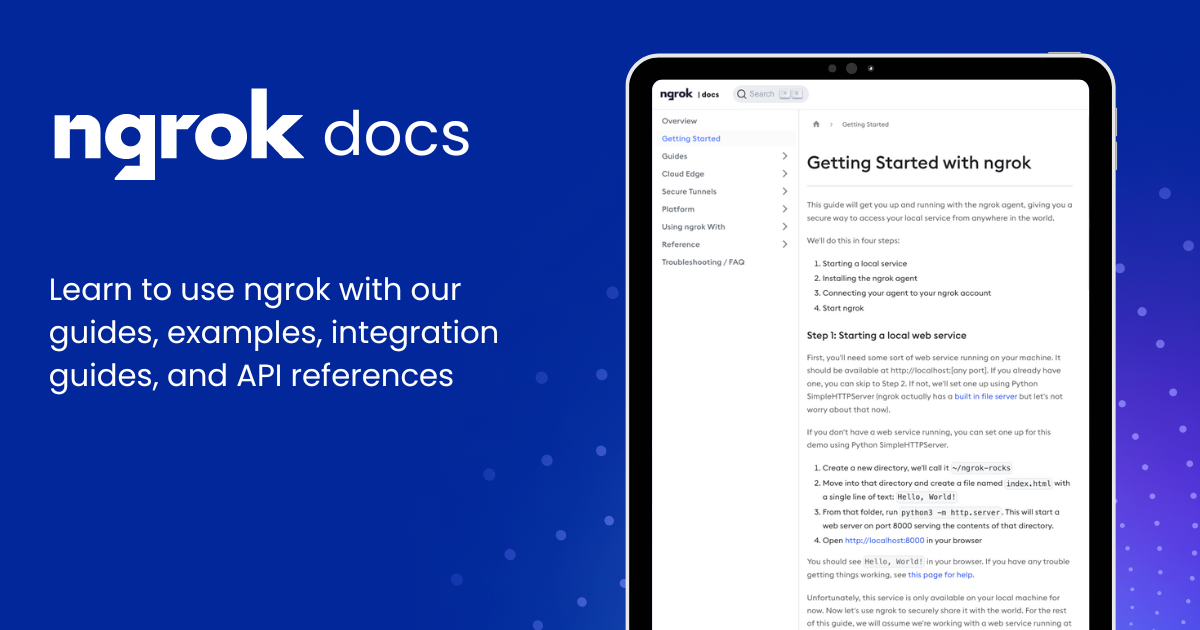 ngrok docs
Learn to use ngrok with our
guides, examples, integration
guides, and API references
ngrok | docs
Search
Overview
Getting Started
Guides
Cloud Edge
Secure Tunnels
Platform
Using ngrok With
Reference
Troubleshooting / FAQ
Getting Started
Getting Started with ngrok
This guide will get you up and running with the ngrok agent, giving you a
secure way to access your local service from anywhere in the world.
We'll do this in four steps:
1. Starting a local service
2. Installing the ngrok agent
3. Connecting your agent to your ngrok account
4. Start ngrok
Step 1: Starting a local web service
First, you'll need some sort of web service running on your machine. It
should be available at http://localhost:[any port]. If you already have
one, you can skip to Step 2. If not, we'll set one up using Python
SimpleHTTPServer (ngrok actually has a built in file server but let's not
worry about that now).
If you don't have a web service running, you can set one up for this
demo using Python SimpleHTTPServer.
1. Create a new directory, we'll call it ~/ngrok-rocks
2. Move into that directory and create a file named index.html with
a single line of text: Hello, World!
3. From that folder, run python3 -m http.server. This will start a
web server on port 8000 serving the contents of that directory.
4. Open http://localhost:8000 in your browser
You should see Hello, World! in your browser. If you have any trouble
getting things working, see this page for help.
Unfortunately, this service is only available on your local machine for
now. Now let's use ngrok to securely share it with the world. For the rest
of this guide, we will assume we're working with a web service running at